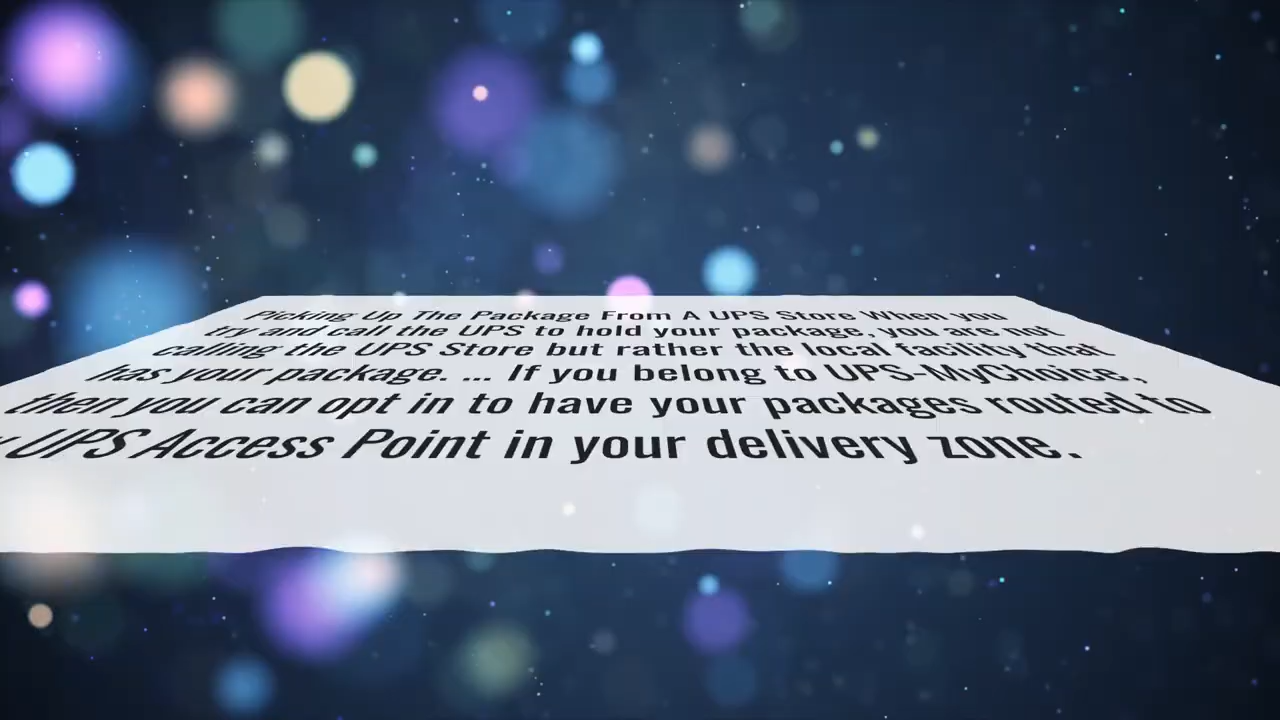 Picking Up The Package From A UPS Store When you
try and call the UPS to hold your package, you are not
calling the UPS Store but rather the local facility that
has your package. ... If you belong to UPS-MyChoice,
then you can opt in to have your packages routed to
UPS Access Point in your delivery zone.